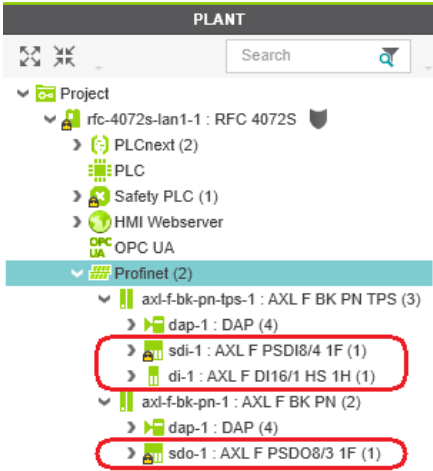 PLANT
Search
Project
rfc-4072s-lan1-1 : RFC 4072S
PLCnext (2)
PLC
Safety PLC (1)
HMI Webserver
OPC UA OPC UA
Profinet (2)
axl-f-bk-pn-tps-1 : AXL F BK PN TPS (3)
dap-1 : DAP (4)
sdi-1 : AXL F PSDI8/4 1F (1)
di-1 : AXL F DI16/1 HS 1H (1)
axl-f-bk-pn-1 : AXL F BK PN (2)
dap-1 : DAP (4)
sdo-1 : AXL F PSDO8/3 1F (1)